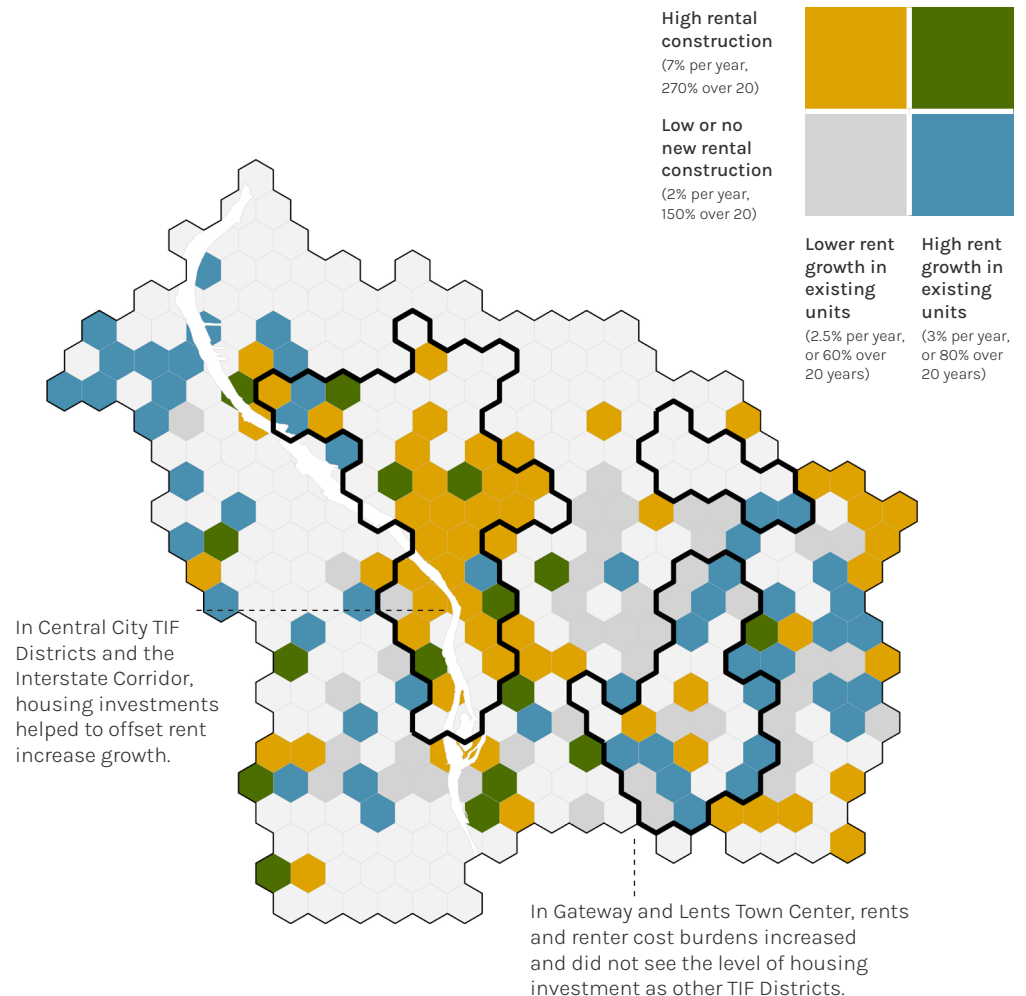 High rental
construction
(7% per year,
270% over 20)
Low or no
new rental
construction
(2% per year,
150% over 20)
Lower rent
growth in
existing
units
(2.5% per year,
or 60% over
20 years)
High rent
growth in
existing
units
(3% per year,
or 80% over
20 years)
In Central City TIF
Districts and the
Interstate Corridor,
housing investments
helped to offset rent
increase growth.
In Gateway and Lents Town Center, rents
and renter cost burdens increased
and did not see the level of housing
investment as other TIF Districts.